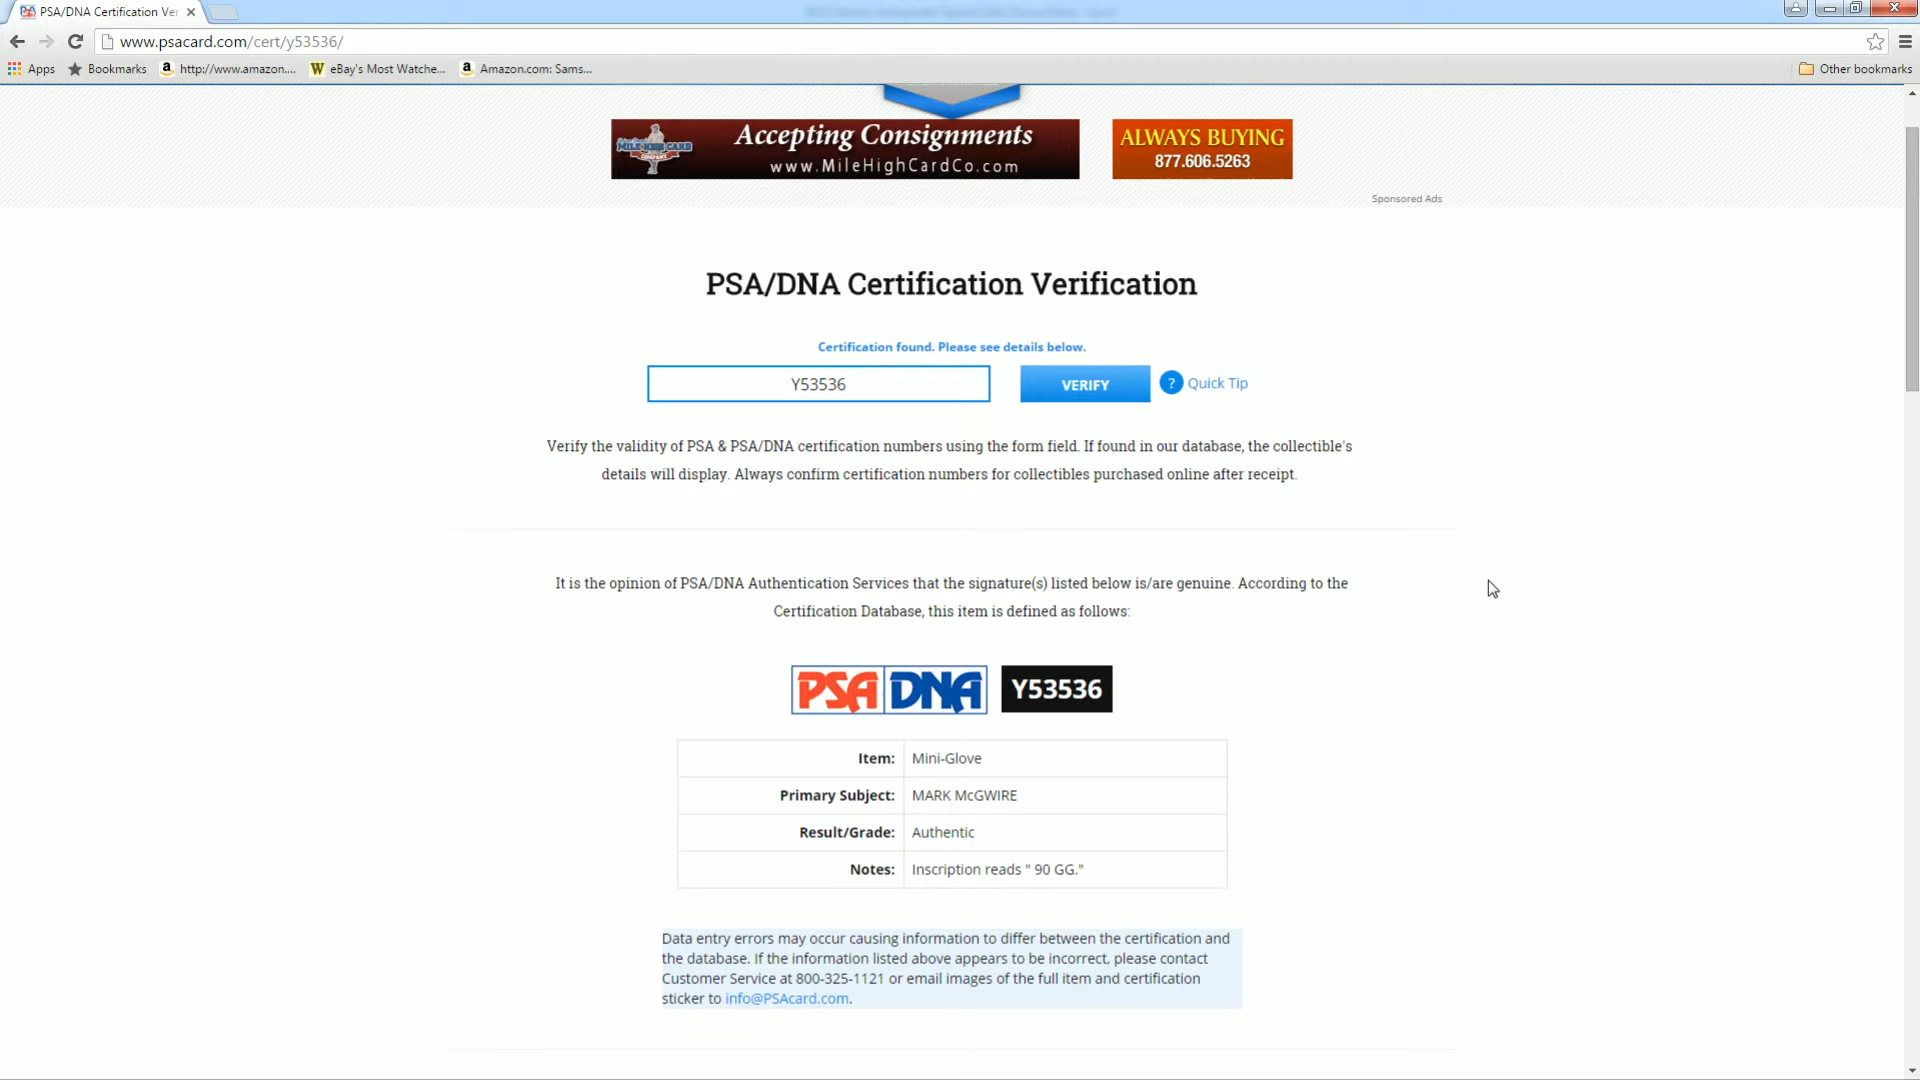 PSA/DNA Certification Ver
www.psacard.com/cert/y53536/
Apps Bookmarks http://www.amazon.... eBay's Most Watche... Amazon.com: Sams... Other bookmarks
MILE HIGH CARD
COMPANY
Accepting Consignments
www.MileHighCardCo.com
ALWAYS BUYING
877.606.5263
Sponsored Ads
PSA/DNA Certification Verification
Certification found. Please see details below.
Y53536 VERIFY ? Quick Tip
Verify the validity of PSA & PSA/DNA certification numbers using the form field. If found in our database, the collectible's
details will display. Always confirm certification numbers for collectibles purchased online after receipt.
It is the opinion of PSA/DNA Authentication Services that the signature(s) listed below is/are genuine. According to the
Certification Database, this item is defined as follows:
PSA DNA Y53536
Item: Mini-Glove
Primary Subject: MARK McGWIRE
Result/Grade: Authentic
Notes: Inscription reads " 90 GG."
Data entry errors may occur causing information to differ between the certification and
the database. If the information listed above appears to be incorrect, please contact
Customer Service at 800-325-1121 or email images of the full item and certification
sticker to info@PSAcard.com.